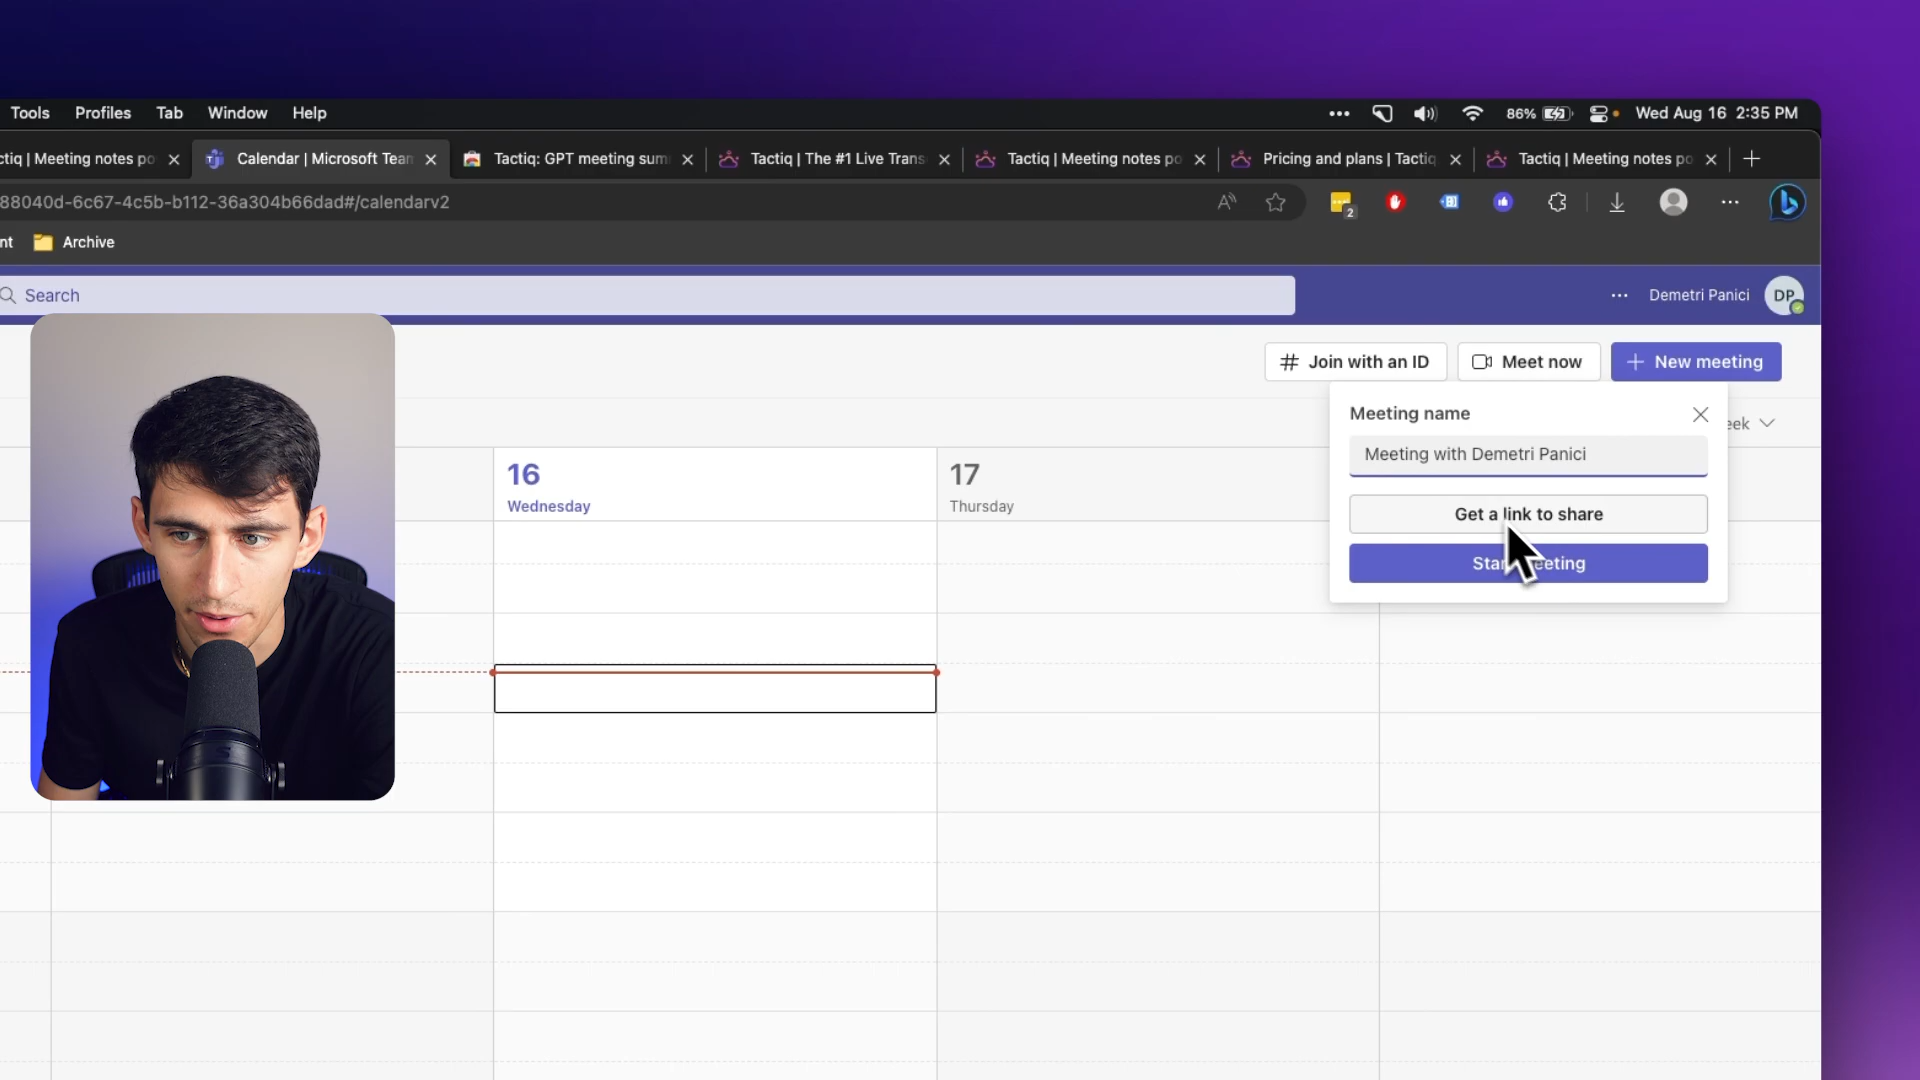 Tools Profiles Tab Window Help 86% Wed Aug 16 2:35 PM
ctiq | Meeting notes po Calendar | Microsoft Team Tactiq: GPT meeting sum Tactiq | The #1 Live Trans Tactiq | Meeting notes po Pricing and plans | Tactiq Tactiq | Meeting notes po
88040d-6c67-4c5b-b112-36a304b66dad#/calendarv2
2
nt Archive
Search Demetri Panici DP
# Join with an ID Meet now + New meeting
Meeting name
eek
Meeting with Demetri Panici
16 17
Wednesday Thursday
Get a link to share
Sta eeting